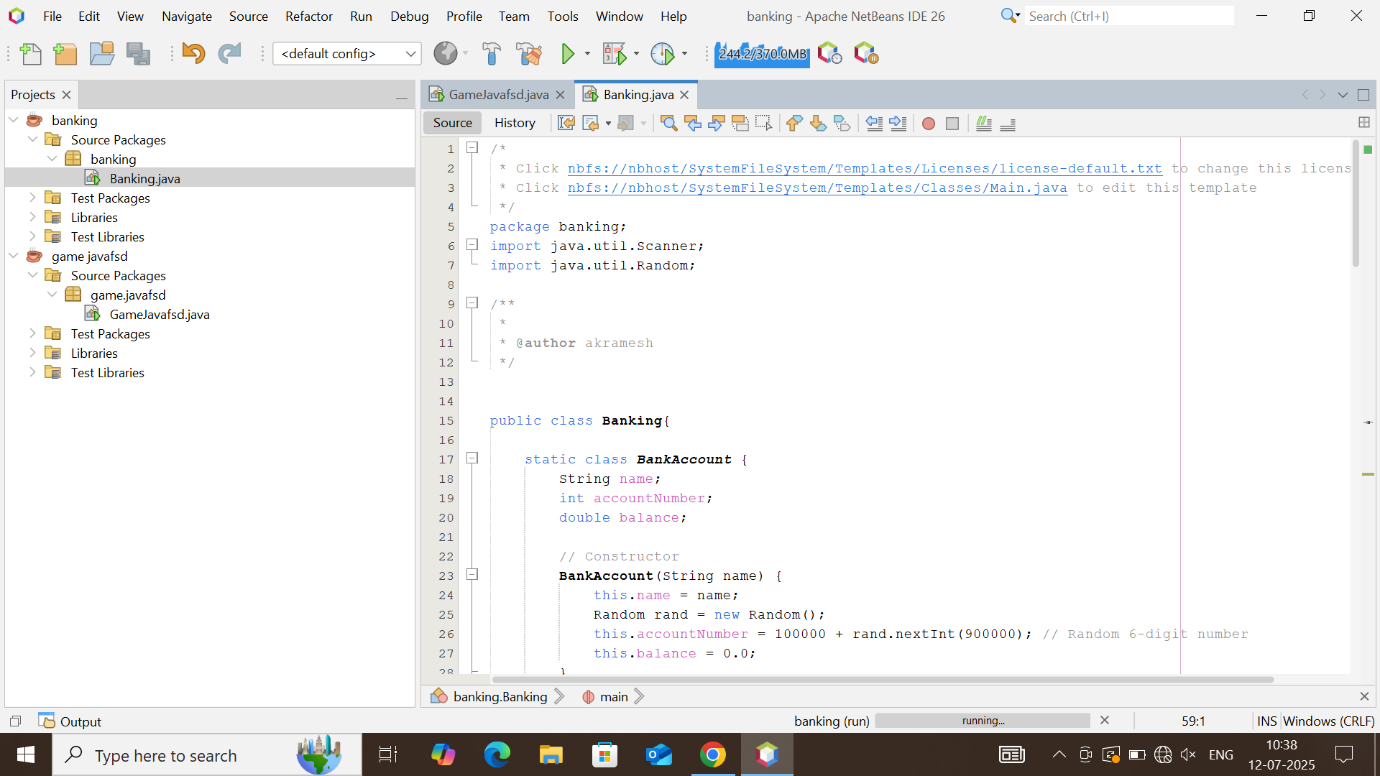 File Edit View Navigate Source Refactor Run Debug Profile Team Tools Window Help banking - Apache NetBeans IDE 26 Search (Ctrl+I)
<default config> 244.2/370.0MB
Projects
banking
Source Packages
banking
Banking.java
Test Packages
Libraries
Test Libraries
game javafsd
Source Packages
game.javafsd
GameJavafsd.java
Test Packages
Libraries
Test Libraries
GameJavafsd.java Banking.java
Source History
1 /*
2 * Click nbfs://nbhost/SystemFileSystem/Templates/Licenses/license-default.txt to change this licens
3 * Click nbfs://nbhost/SystemFileSystem/Templates/Classes/Main.java to edit this template
4 */
5 package banking;
6 import java.util.Scanner;
7 import java.util.Random;
8
9 /**
10 *
11 * @author akramesh
12 */
13
14
15 public class Banking{
16
17 static class BankAccount {
18 String name;
19 int accountNumber;
20 double balance;
21
22 // Constructor
23 BankAccount(String name) {
24 this.name = name;
25 Random rand = new Random();
26 this.accountNumber = 100000 + rand.nextInt(900000); // Random 6-digit number
27 this.balance = 0.0;
28 }
banking.Banking main
Output banking (run) running... 59:1 INS Windows (CRLF)
Type here to search ENG 10:38
12-07-2025